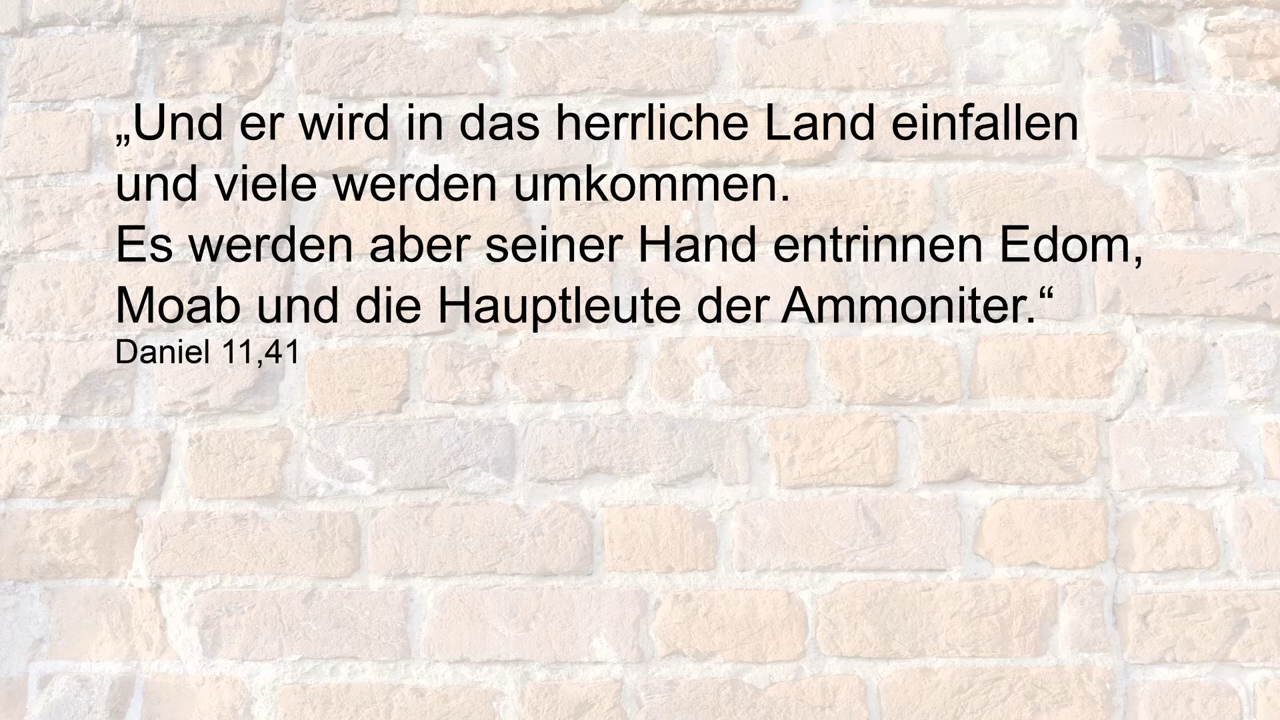 „Und er wird in das herrliche Land einfallen
und viele werden umkommen.
Es werden aber seiner Hand entrinnen Edom,
Moab und die Hauptleute der Ammoniter.“
Daniel 11,41